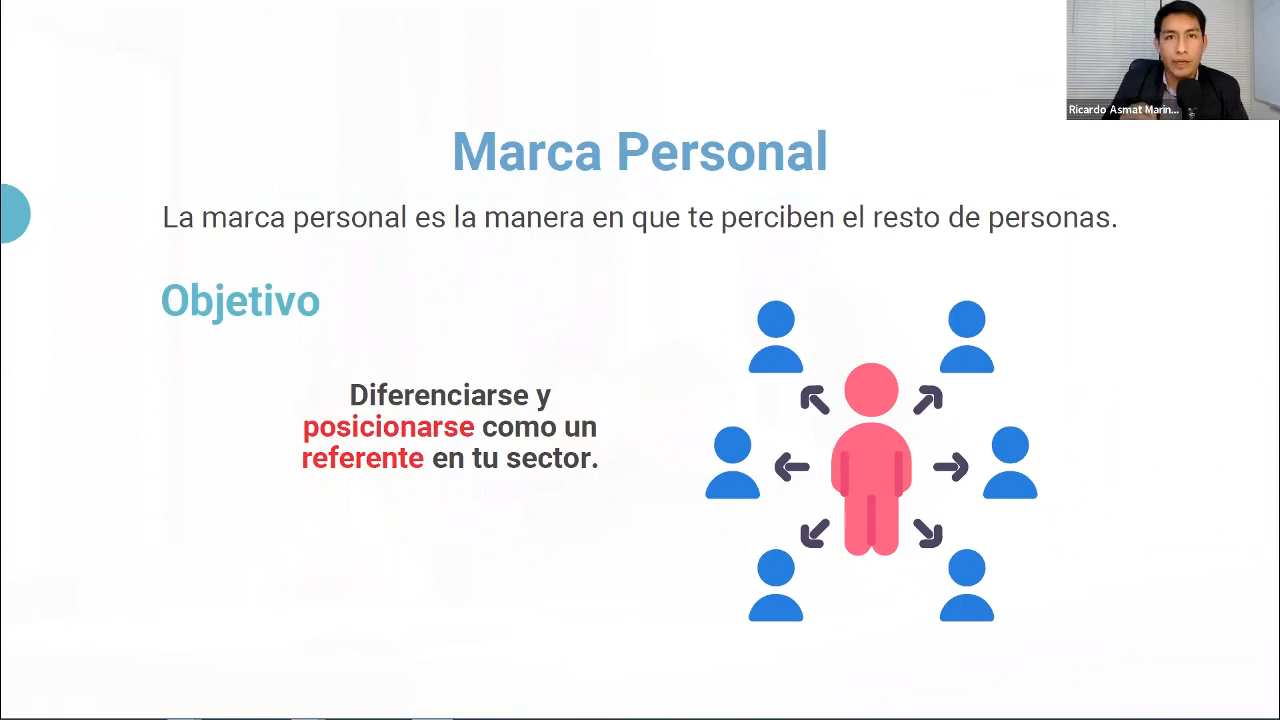 Ricardo Asmat Marin...
Marca Personal
La marca personal es la manera en que te perciben el resto de personas.
Objetivo
Diferenciarse y
posicionarse como un
referente en tu sector.